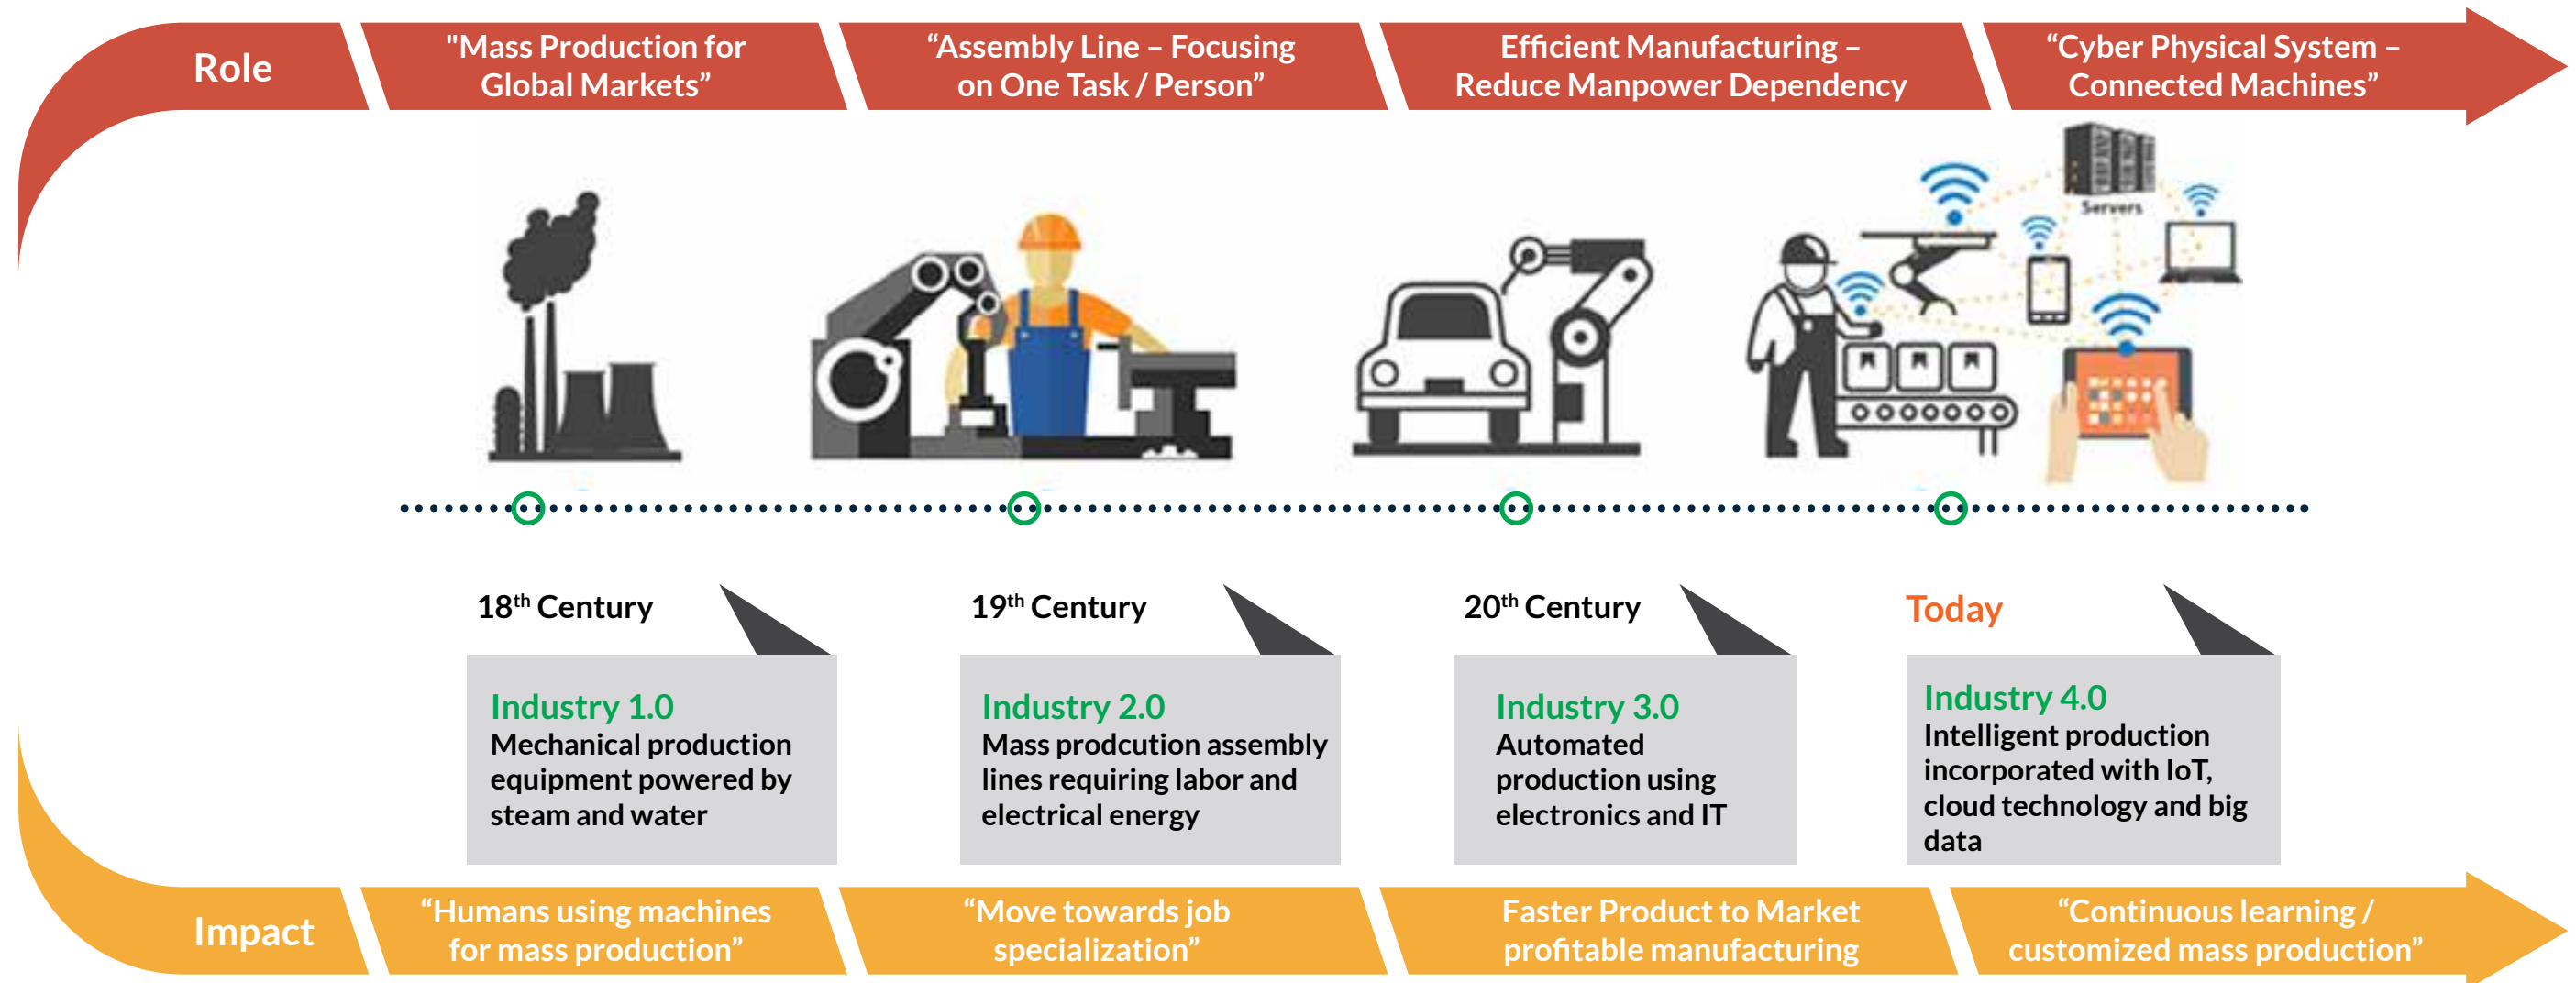 Role
"Mass Production for
Global Markets”
“Assembly Line – Focusing
on One Task / Person”
Efficient Manufacturing –
Reduce Manpower Dependency
“Cyber Physical System –
Connected Machines”
Servers
18th Century
19th Century
20th Century
Today
Industry 1.0
Mechanical production
equipment powered by
steam and water
Industry 2.0
Mass prodcution assembly
lines requiring labor and
electrical energy
Industry 3.0
Automated
production using
electronics and IT
Industry 4.0
Intelligent production
incorporated with IoT,
cloud technology and big
data
Impact
“Humans using machines
for mass production”
“Move towards job
specialization”
Faster Product to Market
profitable manufacturing
“Continuous learning /
customized mass production”